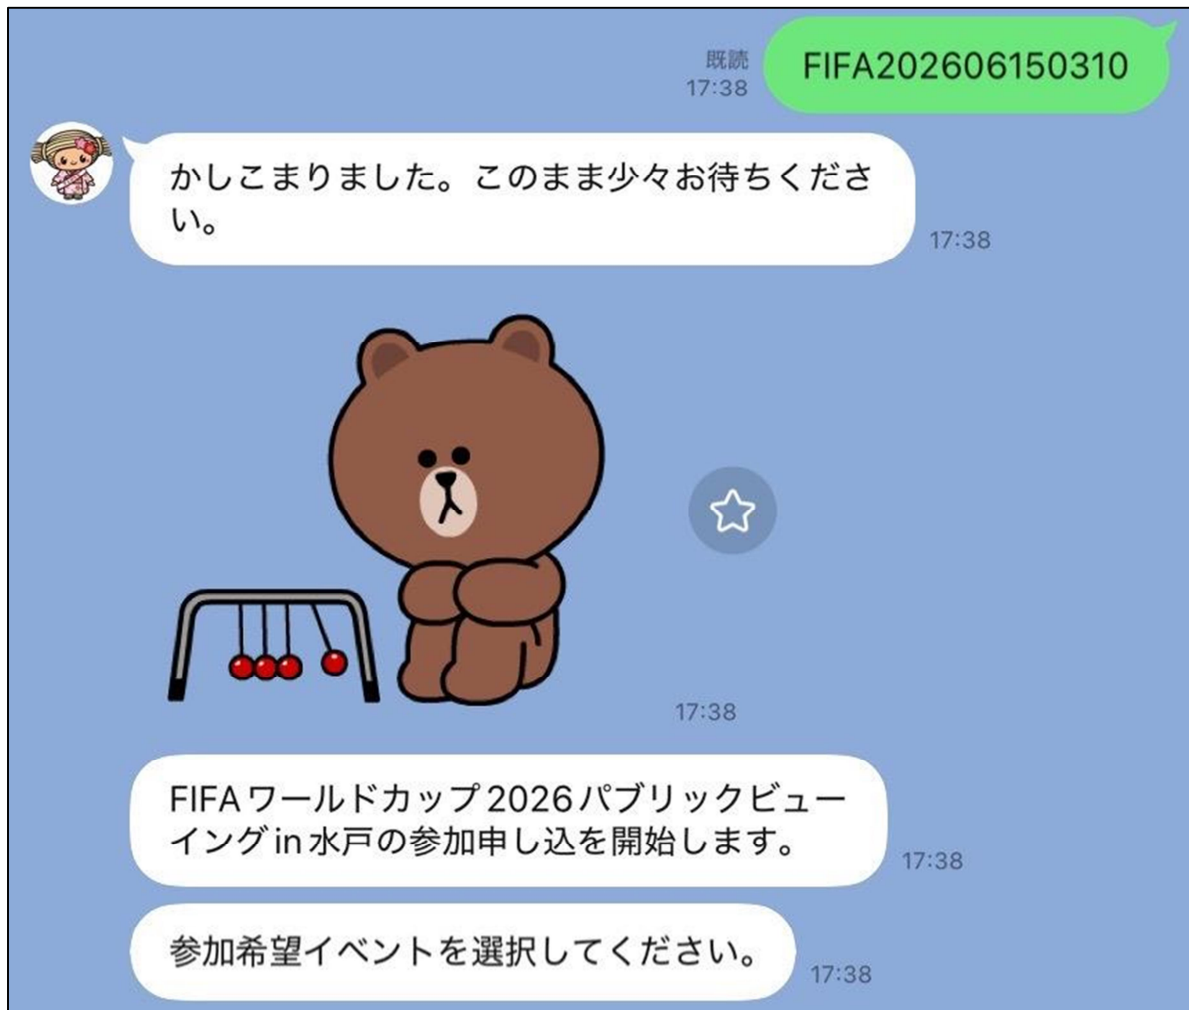 FIFA202606150310
既読
17:38
かしこまりました。このまま少々お待ちくださ
い。
17:38
17:38
FIFAワールドカップ2026パブリックビュー
イングin水戸の参加申し込を開始します。
17:38
参加希望イベントを選択してください。
17:38